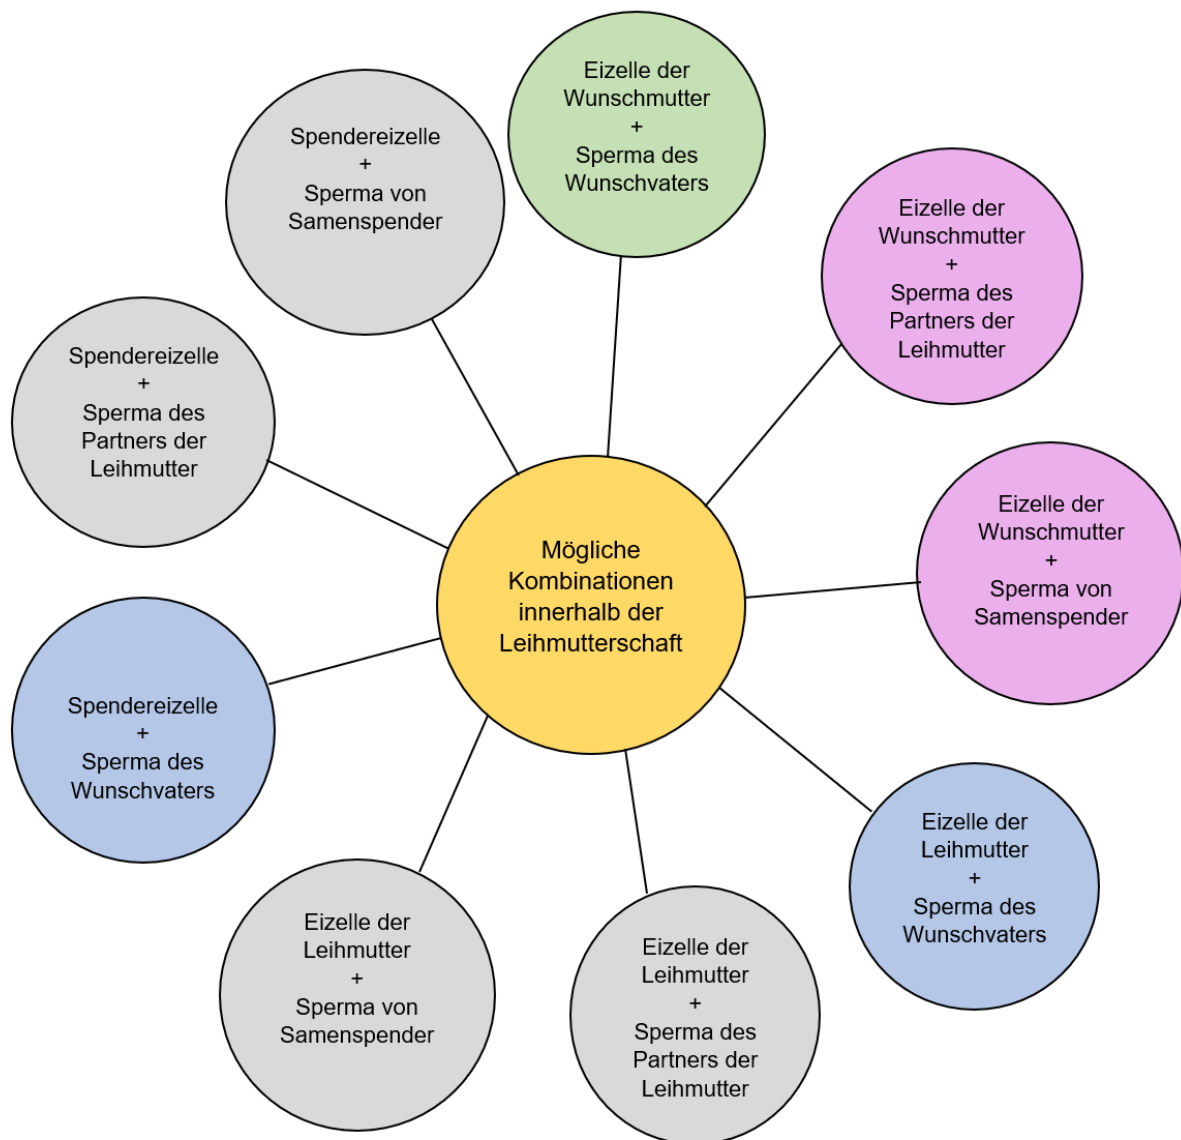 Eizelle der
Wunschmutter
+
Sperma des
Wunschvaters
Spendereizelle
+
Sperma von
Samenspender
Eizelle der
Wunschmutter
+
Sperma des
Partners der
Leihmutter
Spendereizelle
+
Sperma des
Partners der
Leihmutter
Eizelle der
Wunschmutter
+
Sperma von
Samenspender
Mögliche
Kombinationen
innerhalb der
Leihmutterschaft
Spendereizelle
+
Sperma des
Wunschvaters
Eizelle der
Leihmutter
+
Sperma des
Wunschvaters
Eizelle der
Leihmutter
+
Sperma von
Samenspender
Eizelle der
Leihmutter
+
Sperma des
Partners der
Leihmutter